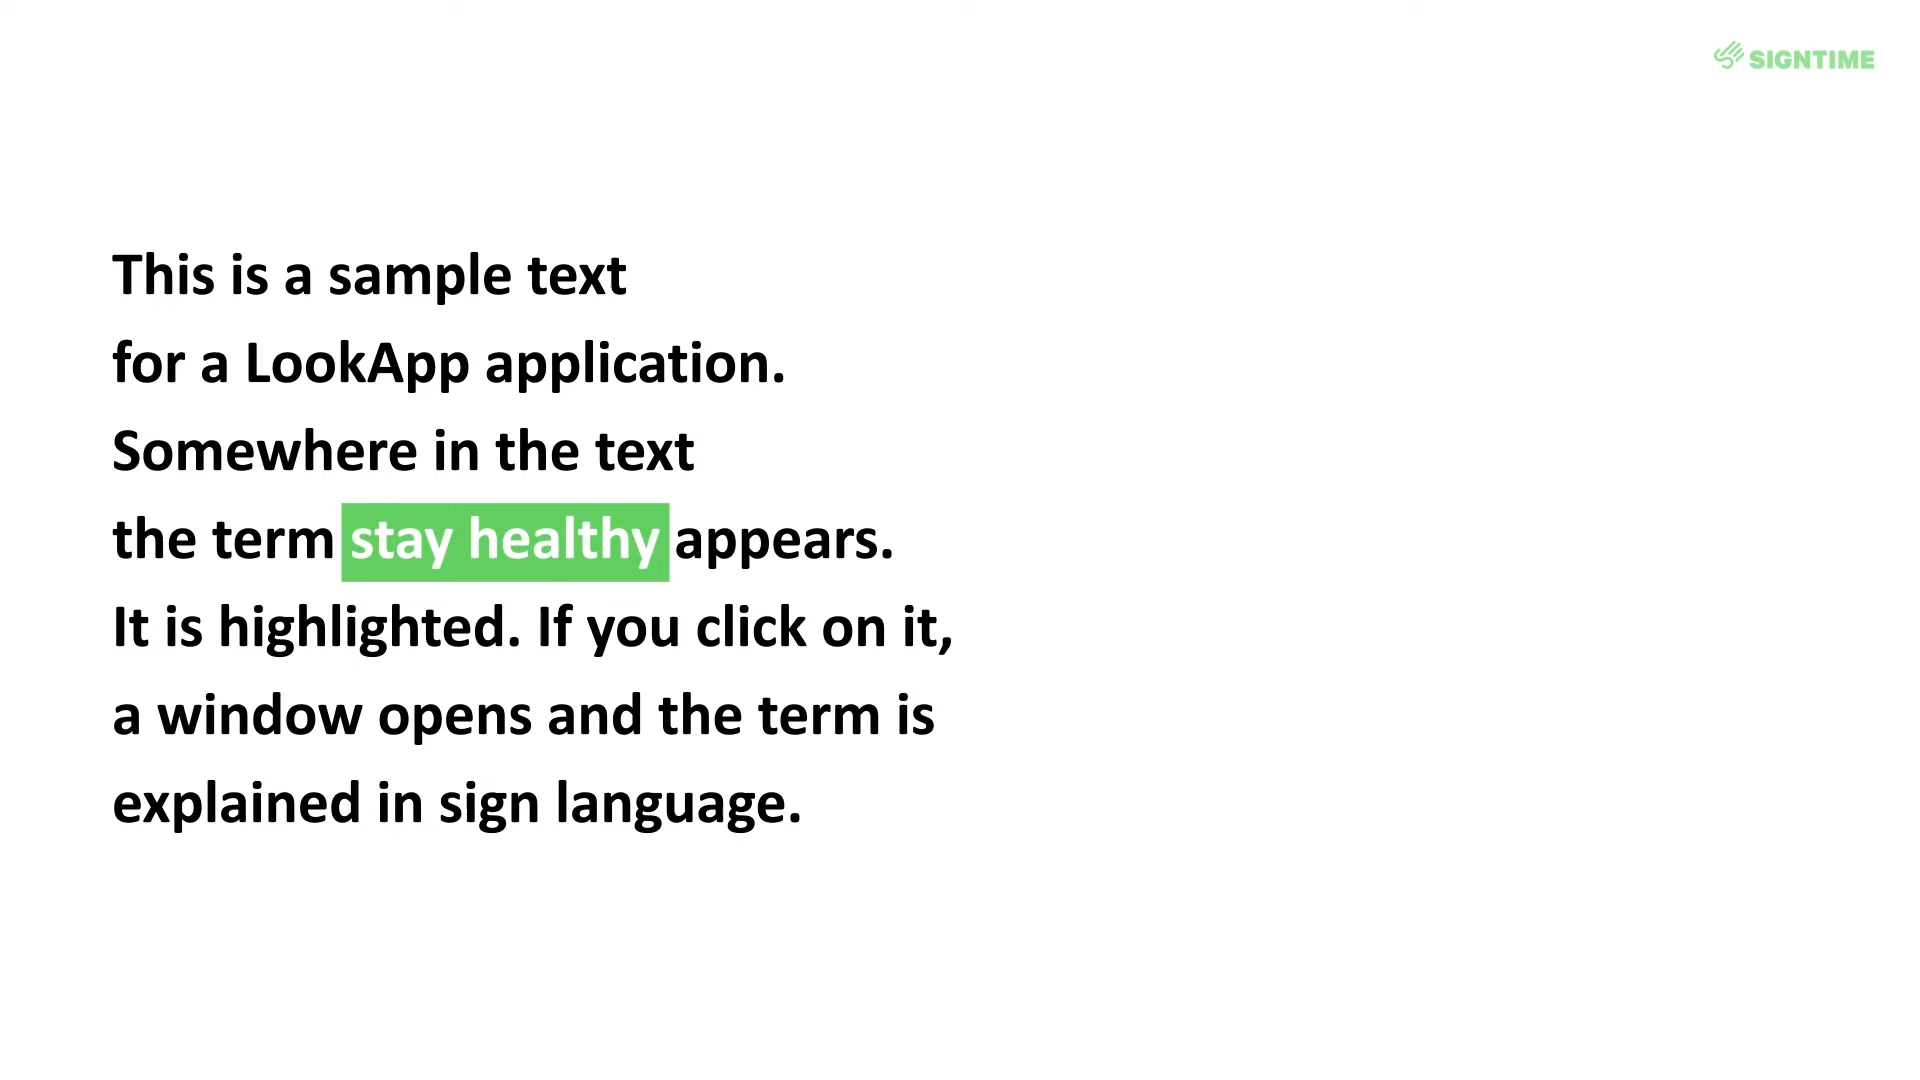 SIGNTIME
This is a sample text
for a LookApp application.
Somewhere in the text
the term stay healthy appears.
It is highlighted. If you click on it,
a window opens and the term is
explained in sign language.